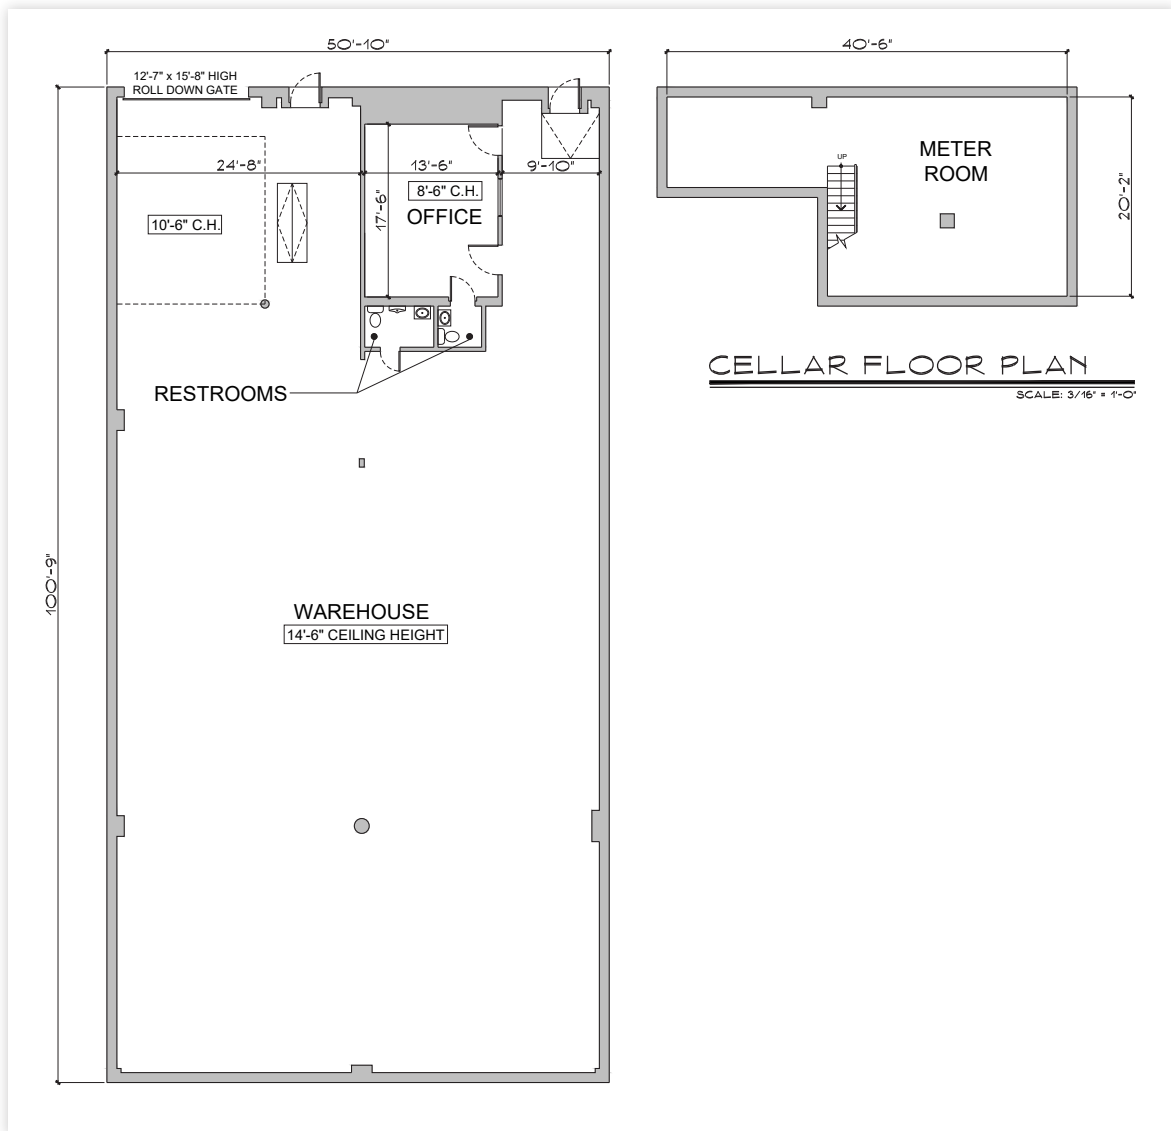 50'-10"
12'-7" x 15'-8" HIGH
ROLL DOWN GATE
24'-8"
13'-6"
9'-10"
8'-6" C.H.
OFFICE
17'-6"
10'-6" C.H.
RESTROOMS
100'-9"
WAREHOUSE
14'-6" CEILING HEIGHT
40'-6"
METER
ROOM
UP
20'-2"
CELLAR FLOOR PLAN
SCALE: 3/16" = 1'-0"